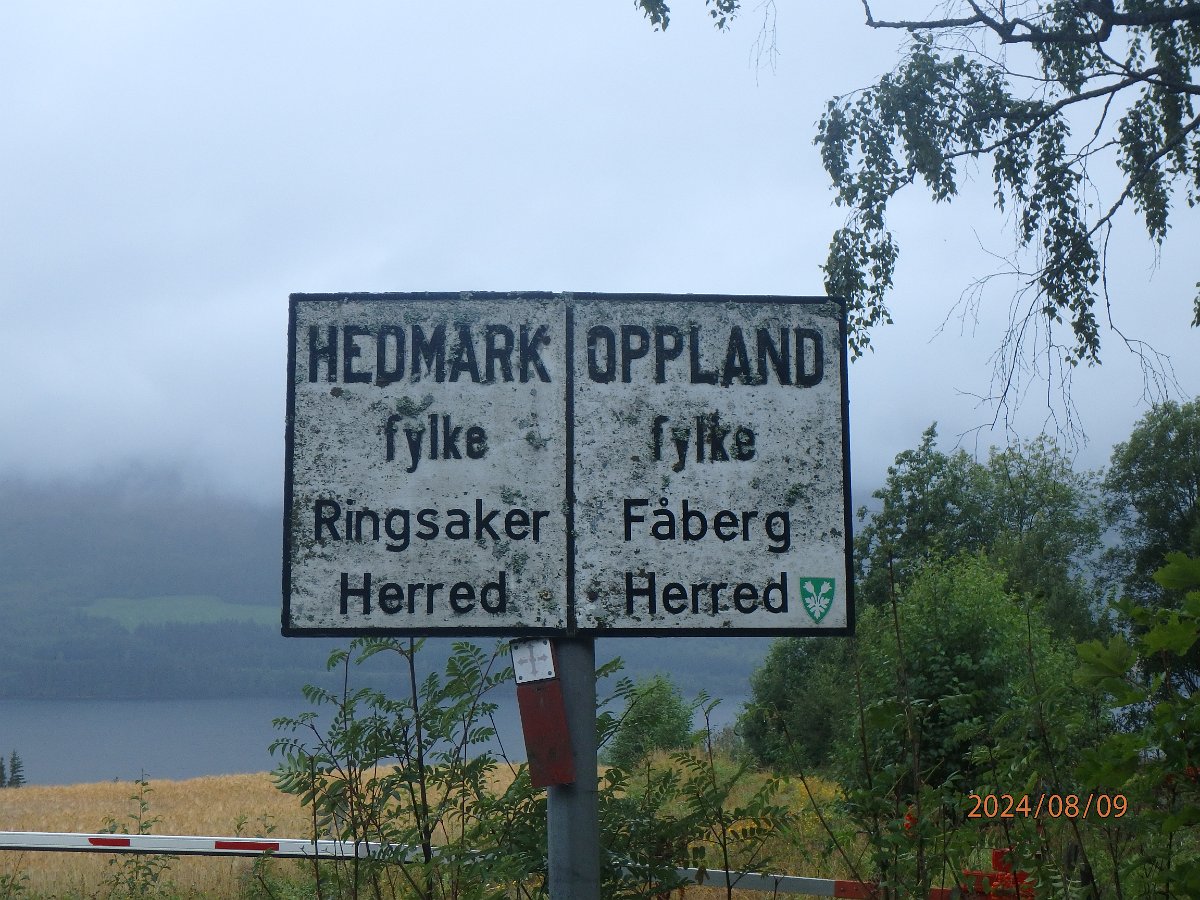 HEDMARK
fylke
Ringsaker
Herred
OPPLAND
fylke
Fåberg
Herred
2024/08/09